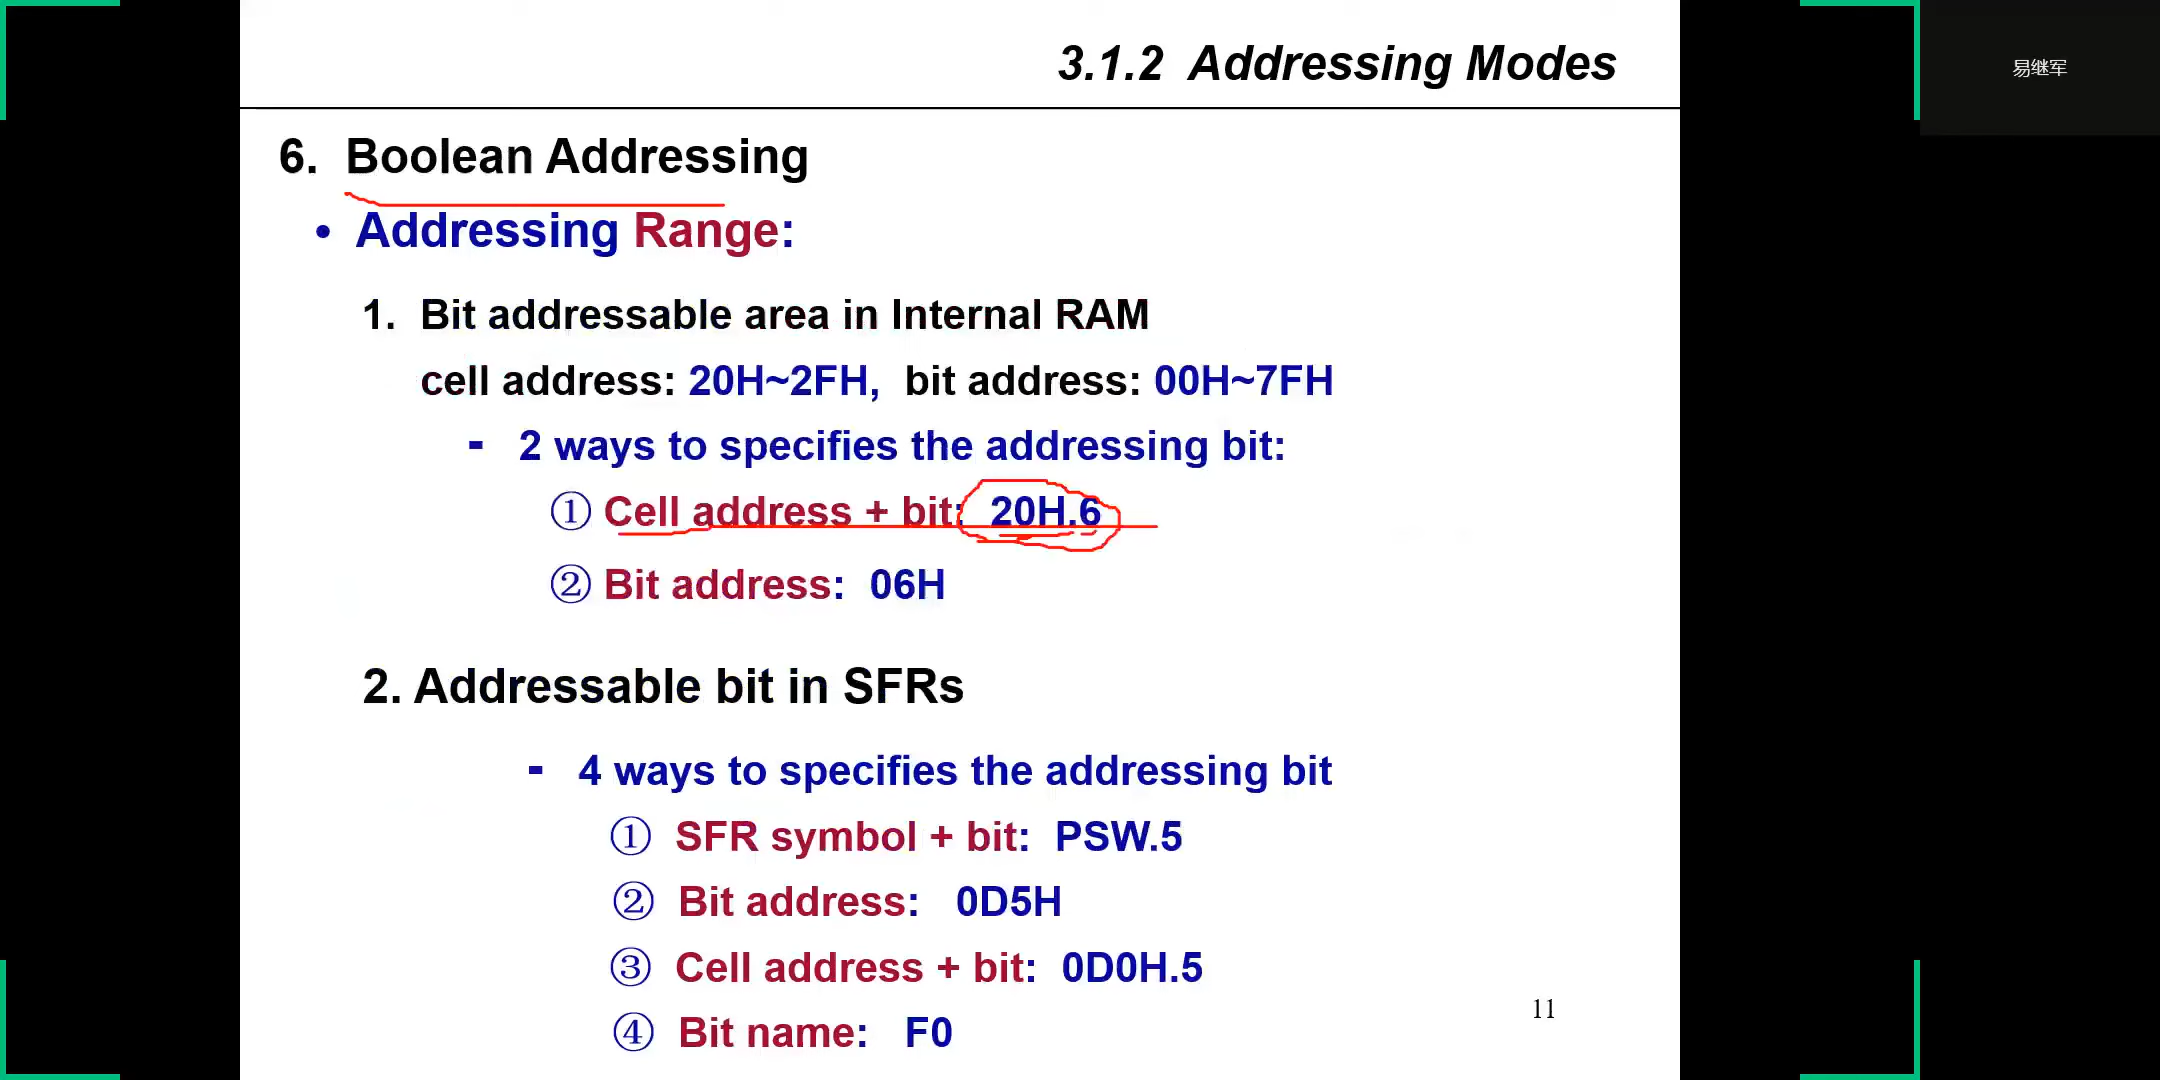 3.1.2 Addressing Modes
易继军
6. Boolean Addressing
• Addressing Range:
1. Bit addressable area in Internal RAM
cell address: 20H~2FH, bit address: 00H~7FH
- 2 ways to specifies the addressing bit:
① Cell address + bit: 20H.6
② Bit address: 06H
2. Addressable bit in SFRs
- 4 ways to specifies the addressing bit
① SFR symbol + bit: PSW.5
② Bit address: 0D5H
③ Cell address + bit: 0D0H.5
④ Bit name: F0
11